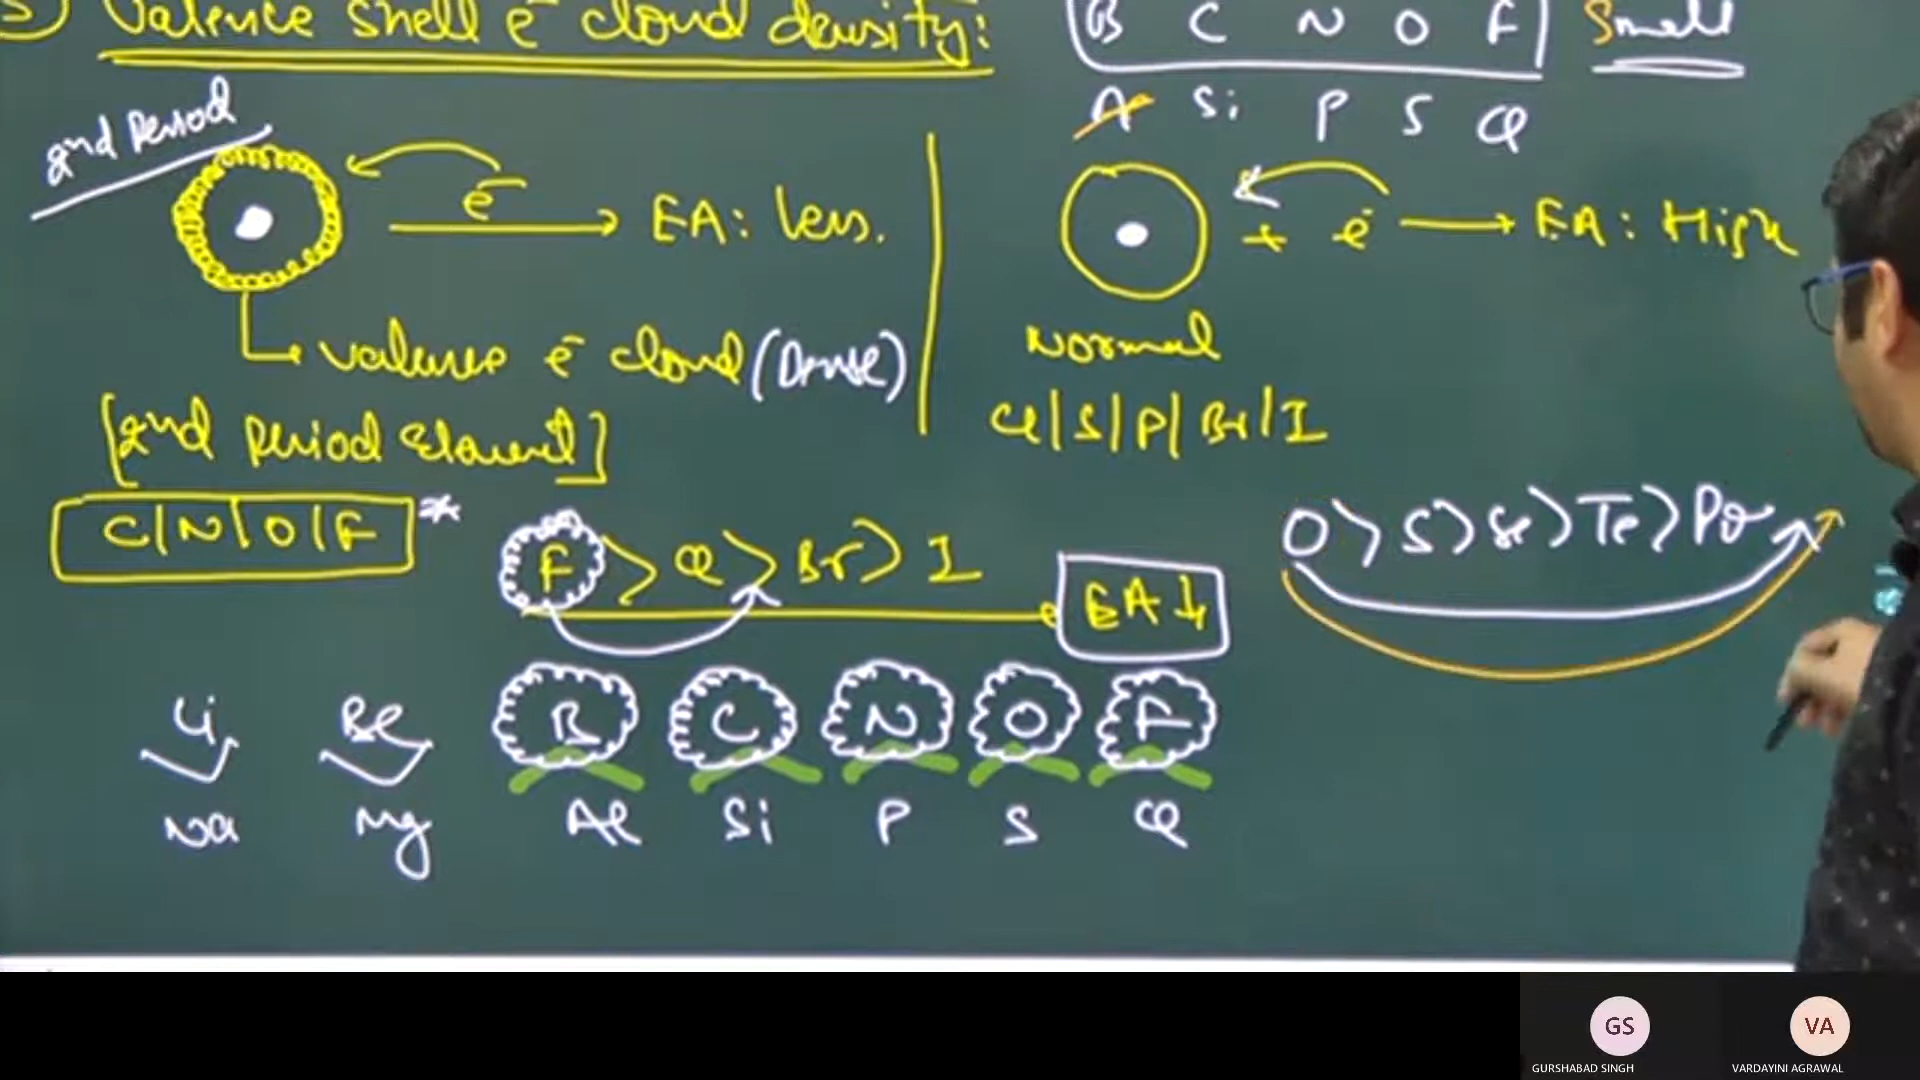 5) Valence shell e⁻ cloud density:
B C N O F Small
Al Si P S Cl
2nd Period
e⁻ → EA: less.
+ e⁻ → EA: High
valence e⁻ cloud (Dense)
Normal
Cl|S|P|Br|I
[2nd Period Element]
C|N|O|F *
F > Cl > Br > I
EA ↓
O > S > Se > Te > Po
Li Be B C N O F
Na Mg Al Si P S Cl
GS VA
GURSHABAD SINGH VARDAYINI AGRAWAL